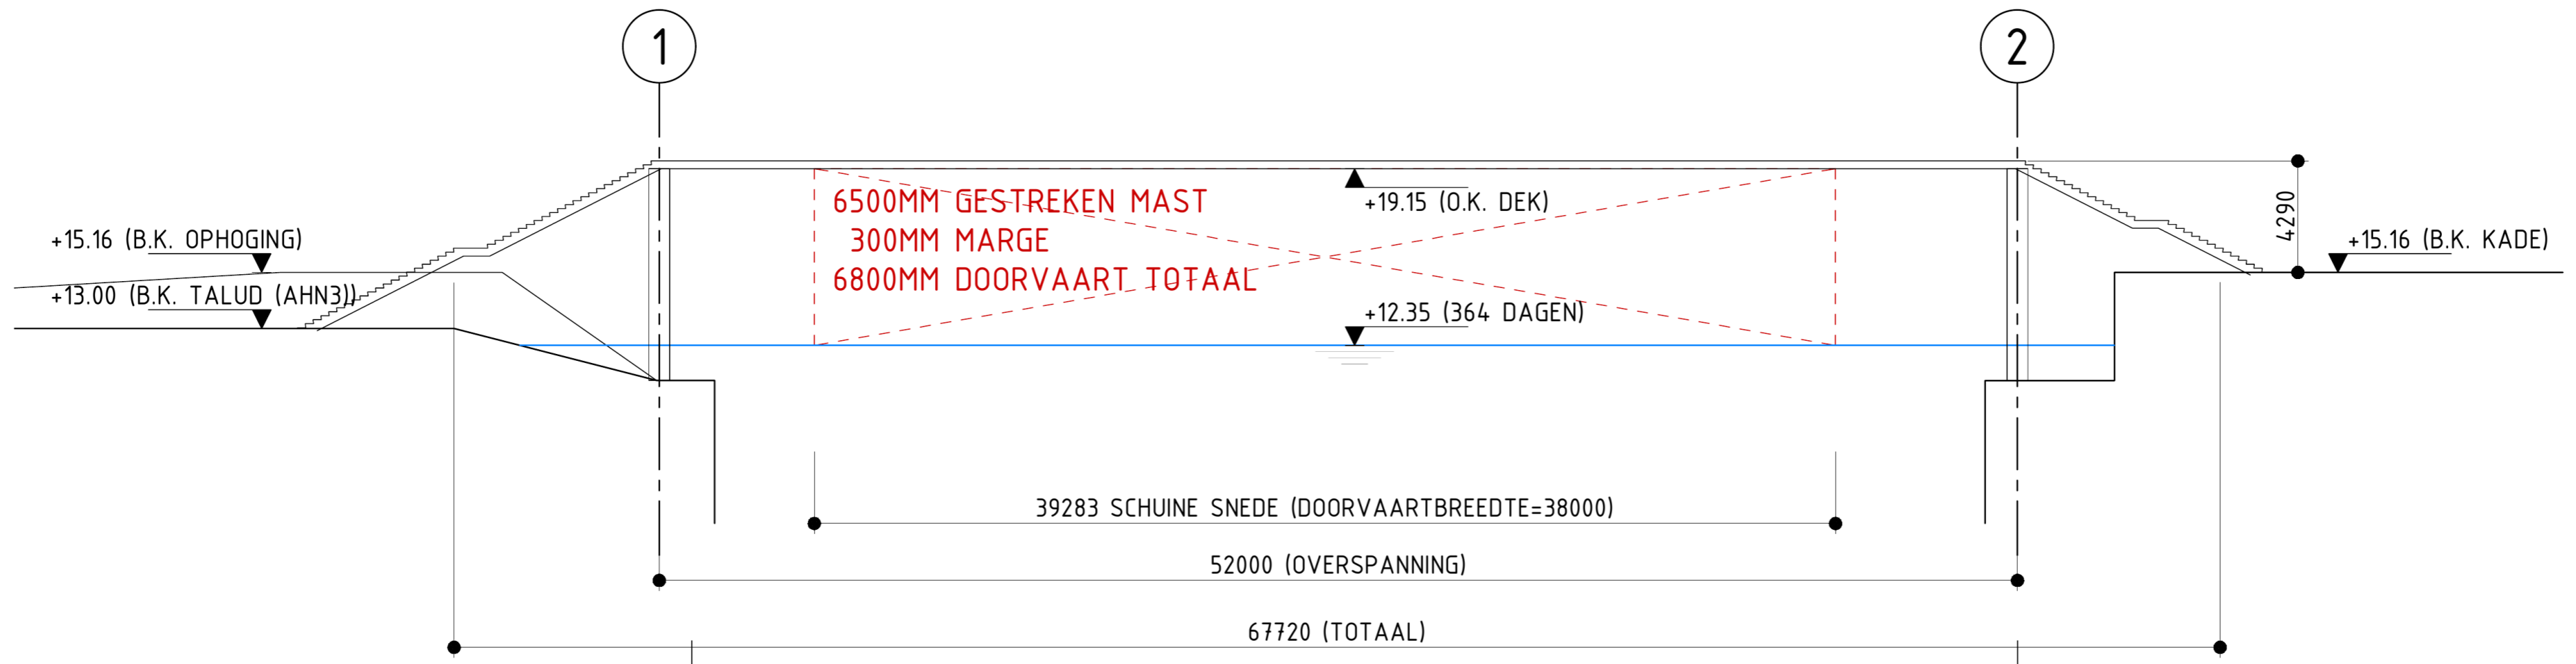 1
2
6500MM GESTREKEN MAST
300MM MARGE
6800MM DOORVAART TOTAAL
+19.15 (O.K. DEK)
+15.16 (B.K. OPHOGING)
+13.00 (B.K. TALUD (AHN3))
4290
+15.16 (B.K. KADE)
+12.35 (364 DAGEN)
39283 SCHUINE SNEDE (DOORVAARTBREEDTE=38000)
52000 (OVERSPANNING)
67720 (TOTAAL)